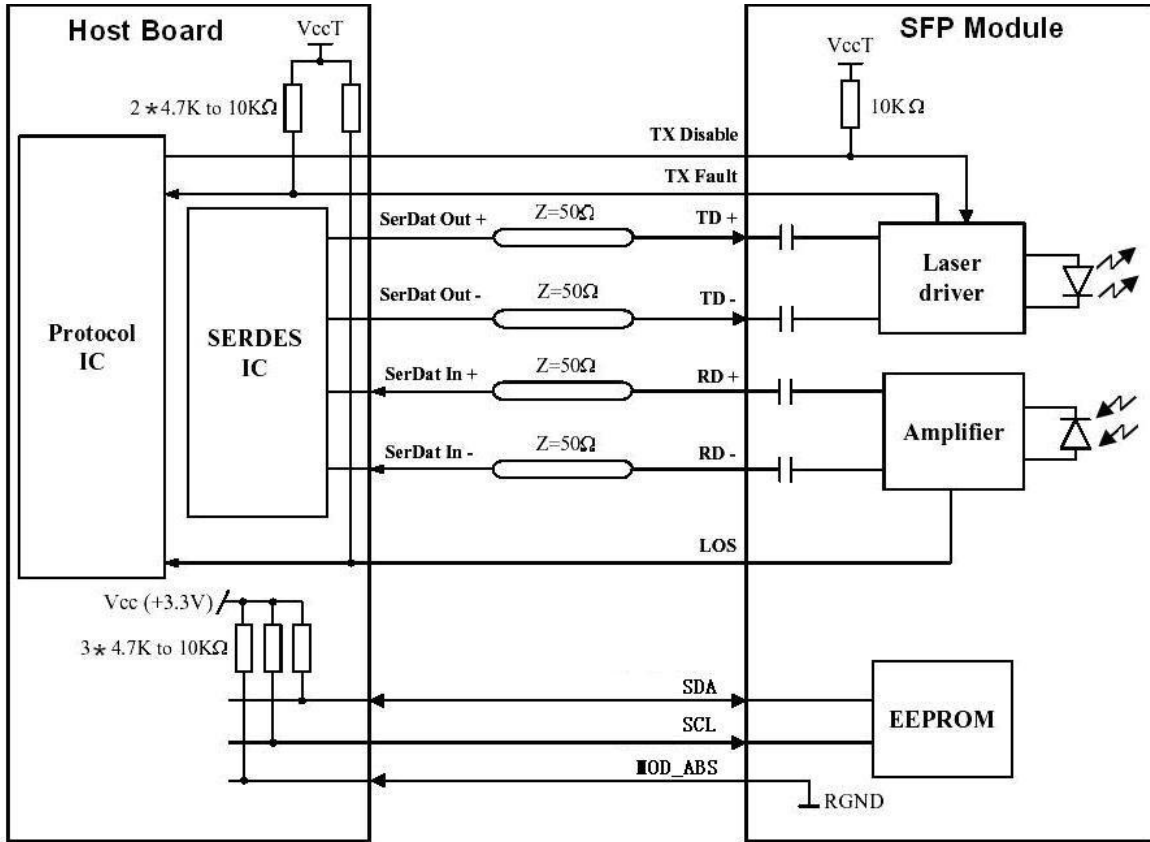 Host Board
SFP Module
VccT
VccT
2*4.7K to 10KΩ
10KΩ
TX Disable
TX Fault
SerDat Out +
Z=50Ω
TD +
Laser
driver
SerDat Out -
Z=50Ω
TD -
Protocol
IC
SERDES
IC
SerDat In +
Z=50Ω
RD +
Amplifier
SerDat In -
Z=50Ω
RD -
LOS
Vcc (+3.3V)
3*4.7K to 10KΩ
SDA
EEPROM
SCL
MOD_ABS
RGND